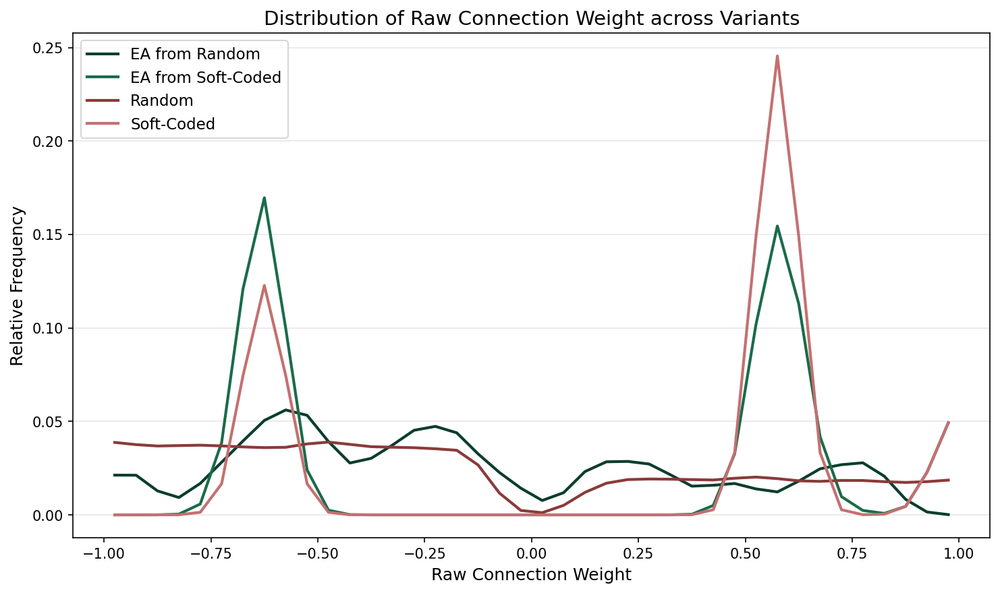 Distribution of Raw Connection Weight across Variants
EA from Random
EA from Soft-Coded
Random
Soft-Coded
Relative Frequency
0.25
0.20
0.15
0.10
0.05
0.00
−1.00 −0.75 −0.50 −0.25 0.00 0.25 0.50 0.75 1.00
Raw Connection Weight